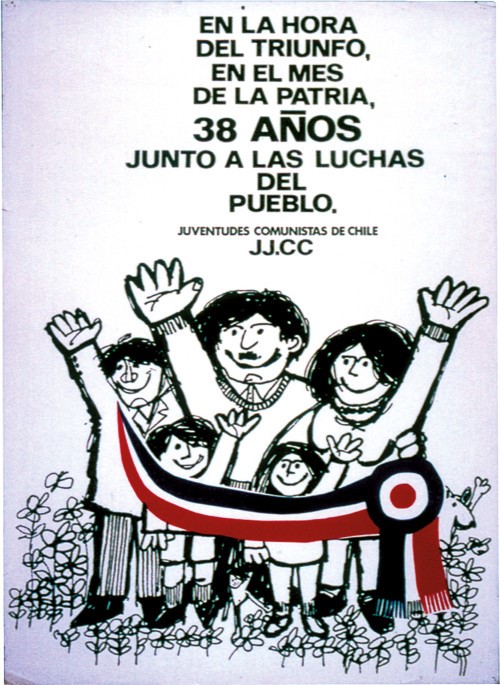 EN LA HORA
DEL TRIUNFO,
EN EL MES
DE LA PATRIA,
38 AÑOS
JUNTO A LAS LUCHAS
DEL
PUEBLO.
JUVENTUDES COMUNISTAS DE CHILE
JJ.CC